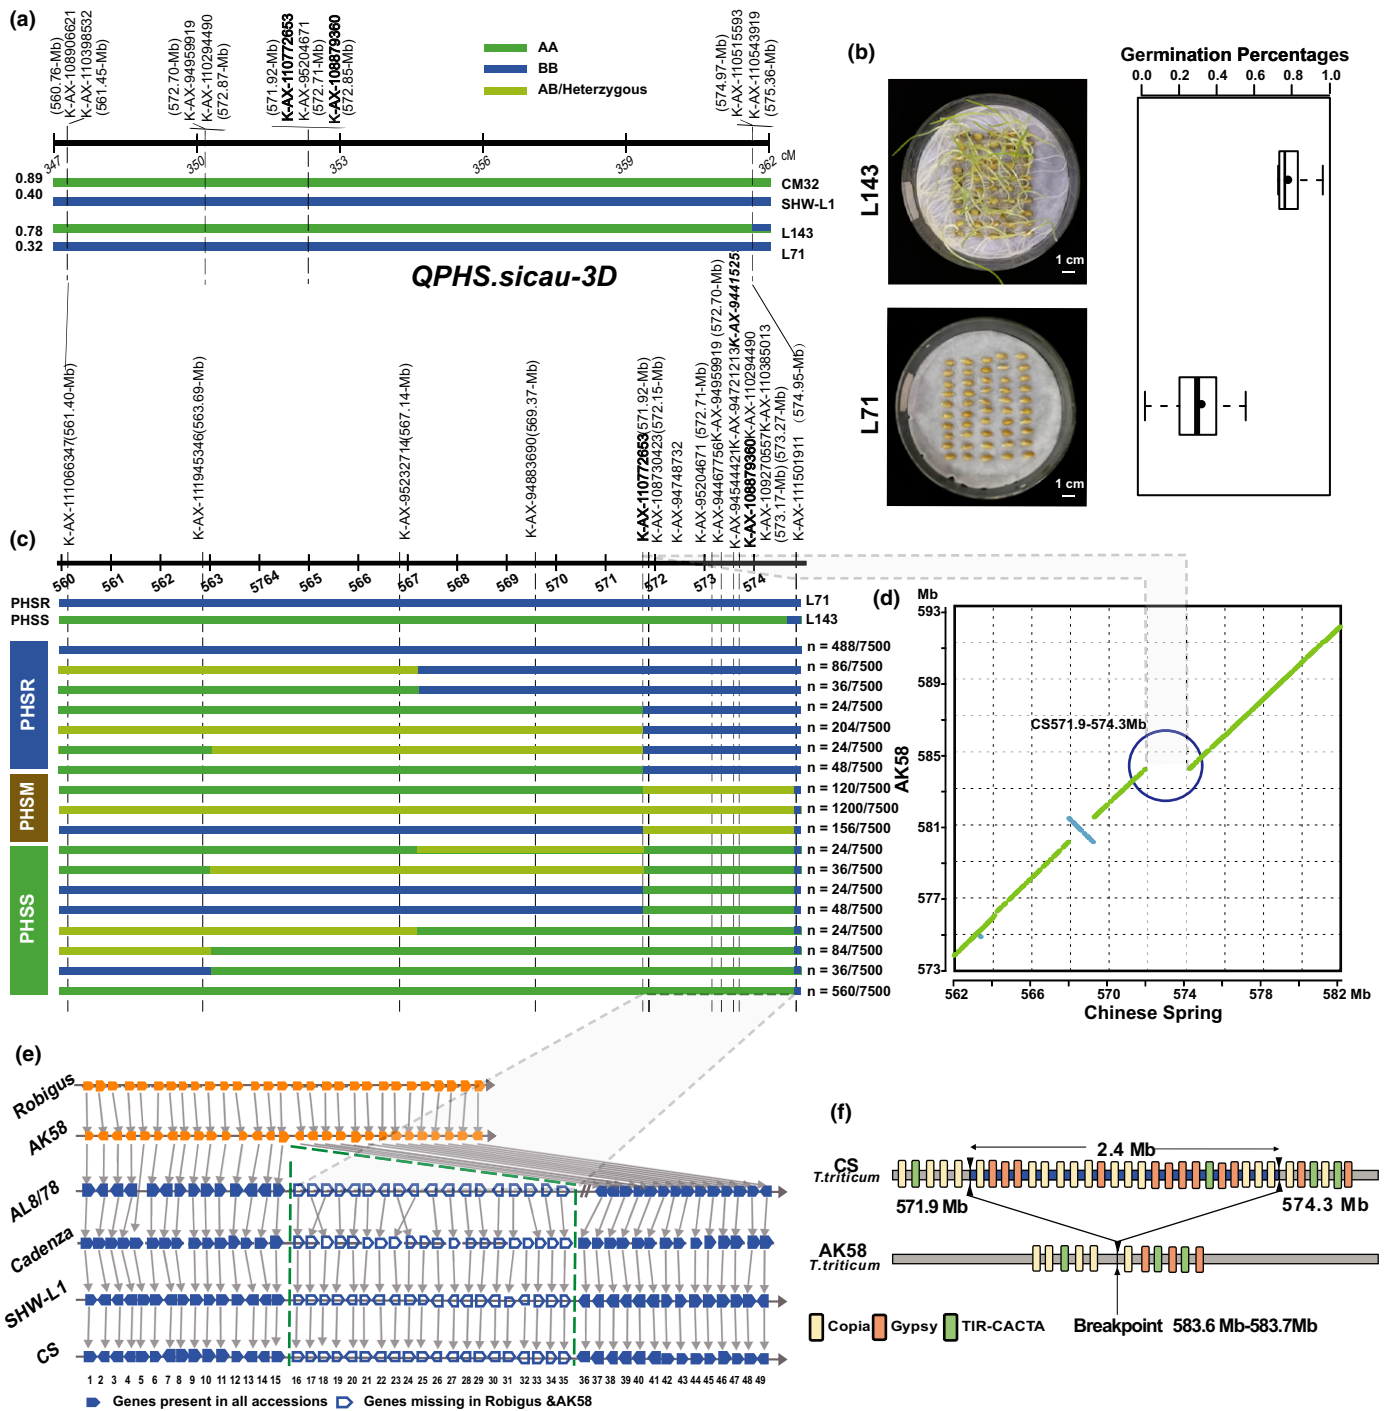 (a)
(560.76-Mb)
K-AX-108906621
K-AX-110398532
(561.45-Mb)
(572.70-Mb)
K-AX-94959919
K-AX-110294490
(572.87-Mb)
(571.92-Mb)
K-AX-110772653
K-AX-95204671
(572.71-Mb)
K-AX-108879360
(572.85-Mb)
(574.97-Mb)
K-AX-110515593
K-AX-110543919
(575.36-Mb)
AA
BB
AB/Heterzygous
347 350 353 356 359 362 cM
0.89 CM32
0.40 SHW-L1
0.78 L143
0.32 L71
QPHS.sicau-3D
(b)
Germination Percentages
0.0 0.2 0.4 0.6 0.8 1.0
L143
1 cm
L71
1 cm
(c)
K-AX-111066347(561.40-Mb)
K-AX-111945346(563.69-Mb)
K-AX-95232714(567.14-Mb)
K-AX-94883690(569.37-Mb)
K-AX-110772653(571.92-Mb)
K-AX-108730423(572.15-Mb)
K-AX-94748732
K-AX-95204671 (572.71-Mb)
K-AX-94467756K-AX-94959919 (572.70-Mb)
K-AX-94544421K-AX-94721213K-AX-9441525
K-AX-108879360K-AX-110294490
K-AX-109270557K-AX-110385013
(573.17-Mb)(573.27-Mb)
K-AX-111501911 (574.95-Mb)
560 561 562 563 5764 565 566 567 568 569 570 571 572 573 574
PHSR L71
PHSS L143
PHSR
n = 488/7500
n = 86/7500
n = 36/7500
n = 24/7500
n = 204/7500
n = 24/7500
n = 48/7500
PHSM
n = 120/7500
n = 1200/7500
n = 156/7500
PHSS
n = 24/7500
n = 36/7500
n = 24/7500
n = 48/7500
n = 24/7500
n = 84/7500
n = 36/7500
n = 560/7500
(d)
Mb
593
589
585
581
577
573
AK58
CS571.9-574.3Mb
562 566 570 574 578 582 Mb
Chinese Spring
(e)
Robigus
AK58
AL8/78
Cadenza
SHW-L1
CS
1 2 3 4 5 6 7 8 9 10 11 12 13 14 15 16 17 18 19 20 21 22 23 24 25 26 27 28 29 30 31 32 33 34 35 36 37 38 39 40 41 42 43 44 45 46 47 48 49
Genes present in all accessions
Genes missing in Robigus &AK58
(f)
2.4 Mb
CS
T.triticum
571.9 Mb
574.3 Mb
AK58
T.triticum
Copia
Gypsy
TIR-CACTA
Breakpoint 583.6 Mb-583.7Mb